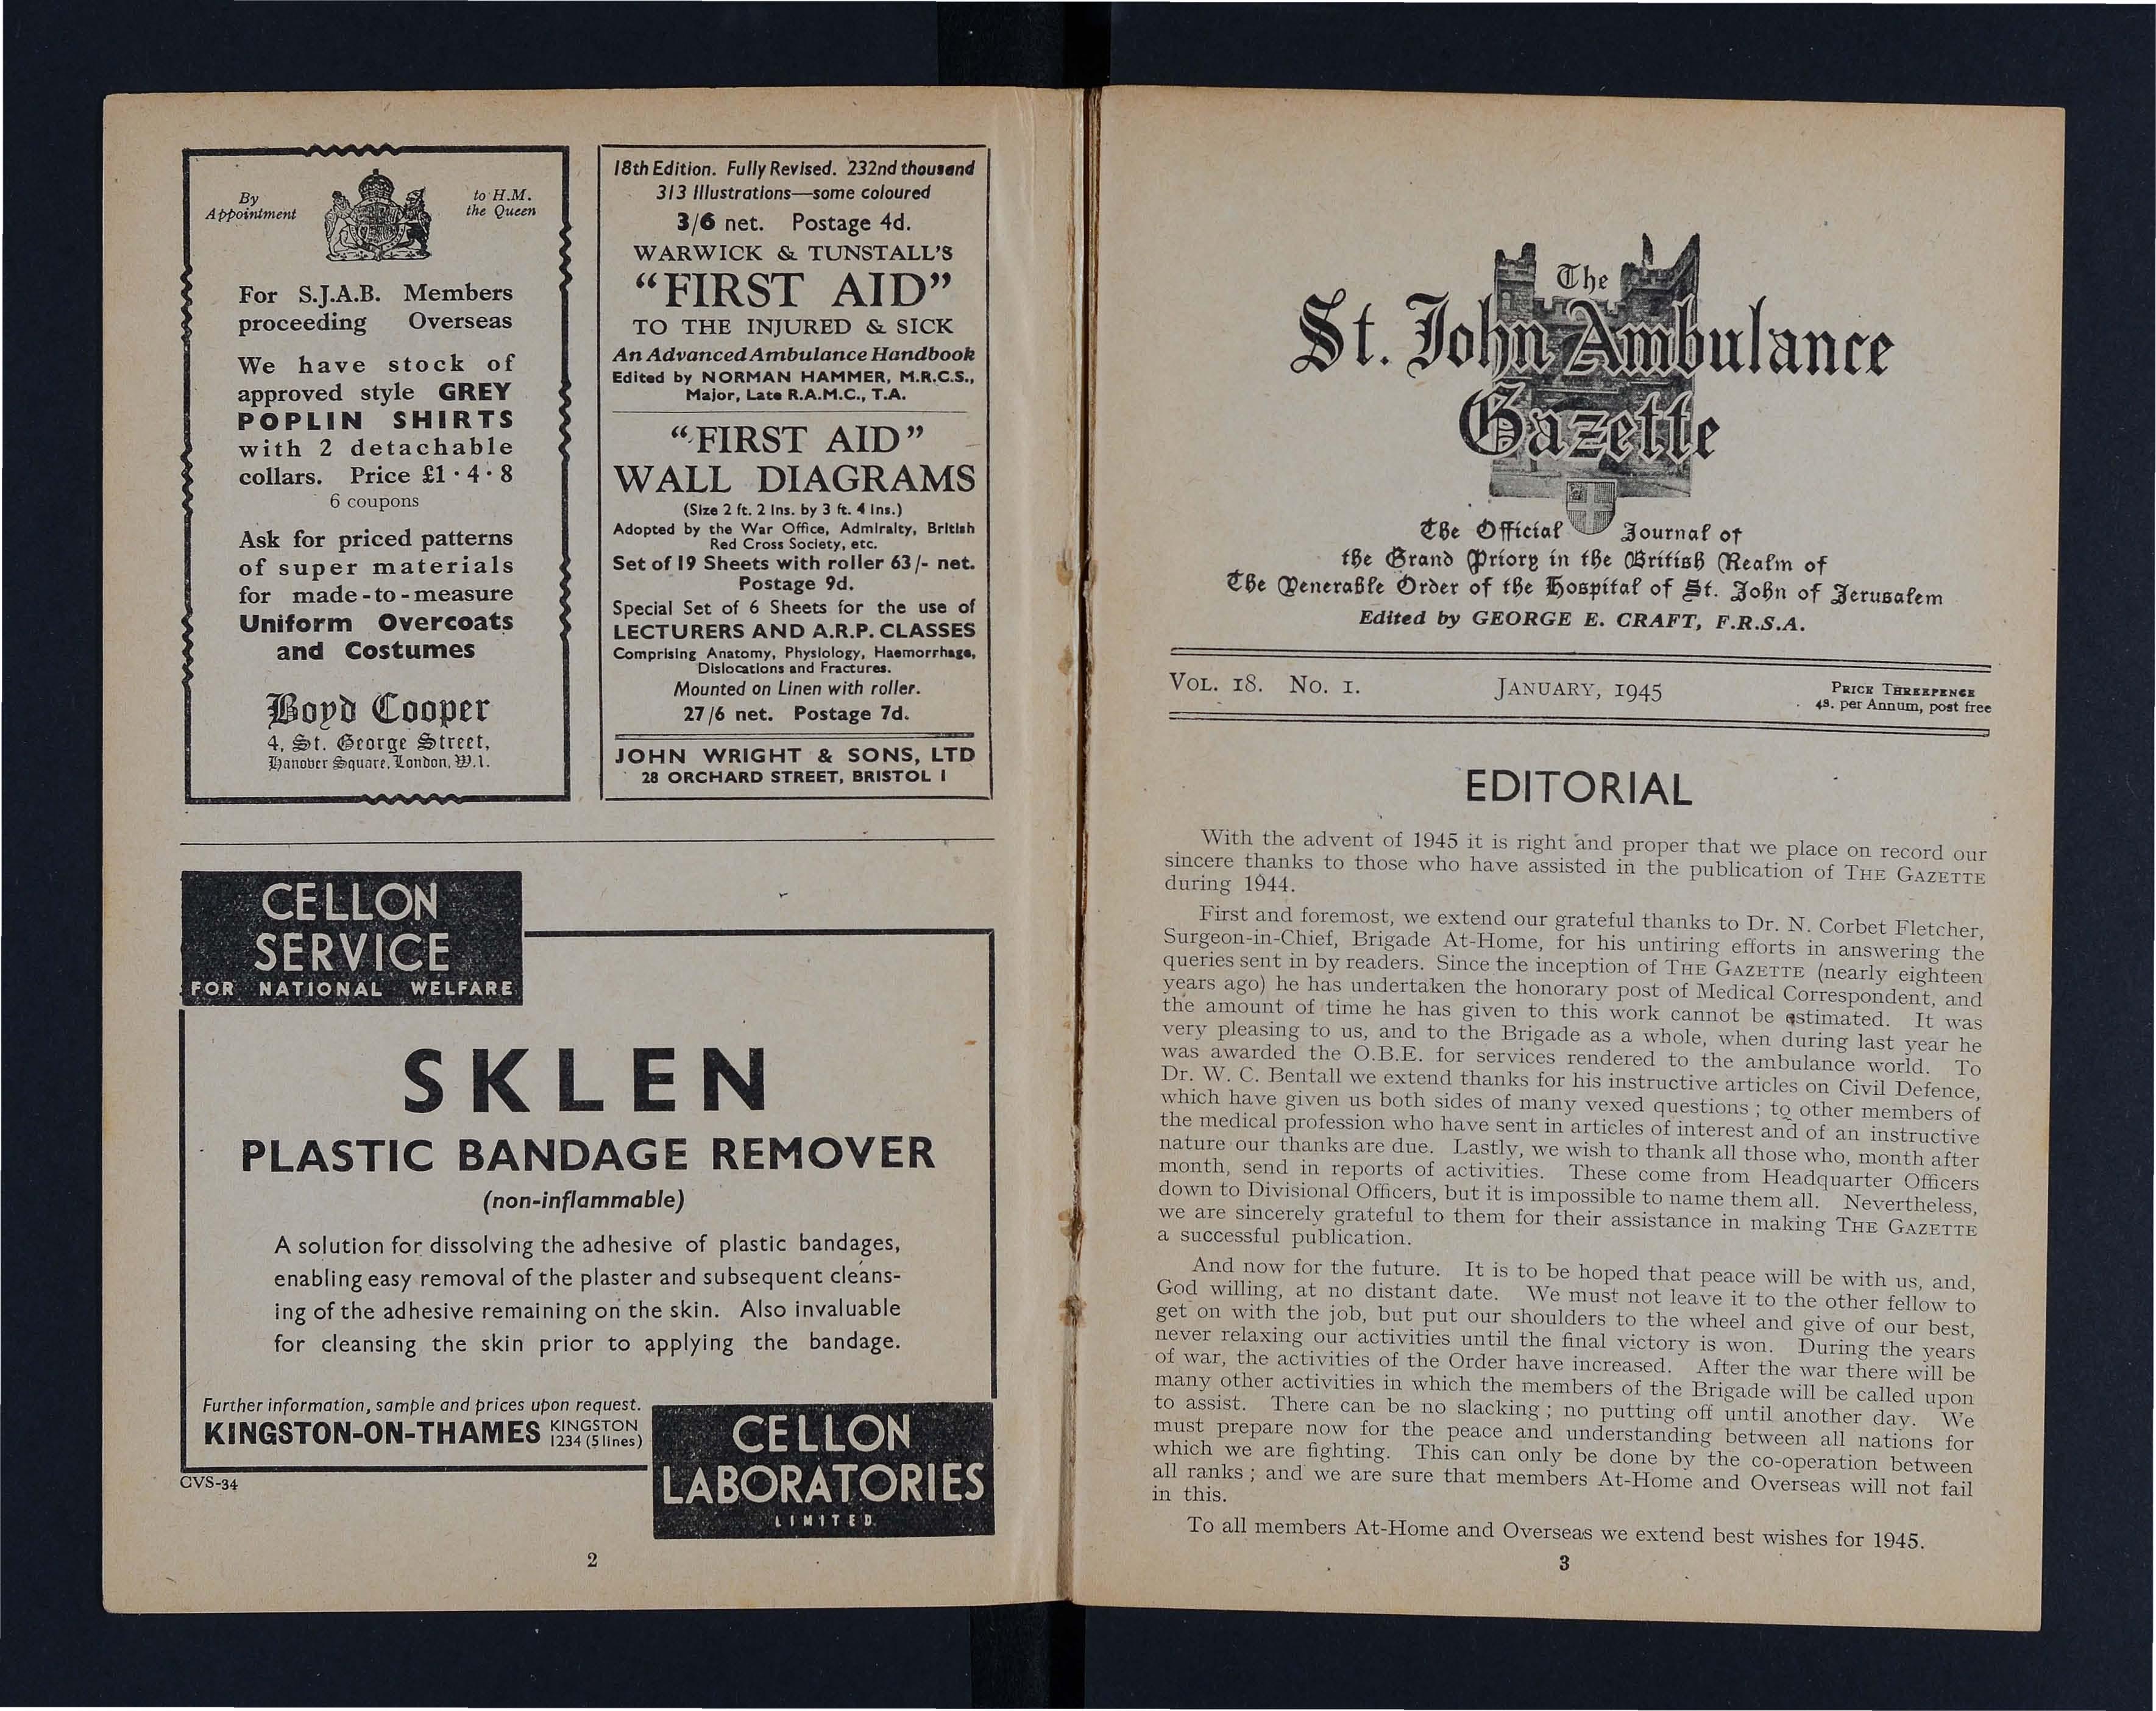 By
Appointment
to H.M.
the Queen
For S.J.A.B. Members
proceeding Overseas
We have stock of
approved style GREY
POPLIN SHIRTS
with 2 detachable
collars. Price £1 · 4 · 8
6 coupons
Ask for priced patterns
of super materials
for made-to-measure
Uniform Overcoats
and Costumes
Boyd Cooper
4, St. George Street,
Hanover Square, London, W.1.
18th Edition. Fully Revised. 232nd thousand
313 Illustrations—some coloured
3/6 net. Postage 4d.
WARWICK & TUNSTALL'S
“FIRST AID”
TO THE INJURED & SICK
An Advanced Ambulance Handbook
Edited by NORMAN HAMMER, M.R.C.S.,
Major, Late R.A.M.C., T.A.
“FIRST AID”
WALL DIAGRAMS
(Size 2 ft. 2 Ins. by 3 ft. 4 Ins.)
Adopted by the War Office, Admiralty, British
Red Cross Society, etc.
Set of 19 Sheets with roller 63/- net.
Postage 9d.
Special Set of 6 Sheets for the use of
LECTURERS AND A.R.P. CLASSES
Comprising Anatomy, Physiology, Haemorrhage,
Dislocations and Fractures.
Mounted on Linen with roller.
27/6 net. Postage 7d.
JOHN WRIGHT & SONS, LTD
28 ORCHARD STREET, BRISTOL I
CELLON
SERVICE
FOR NATIONAL WELFARE
SKLEN
PLASTIC BANDAGE REMOVER
(non-inflammable)
A solution for dissolving the adhesive of plastic bandages,
enabling easy removal of the plaster and subsequent cleans-
ing of the adhesive remaining on the skin. Also invaluable
for cleansing the skin prior to applying the bandage.
Further information, sample and prices upon request.
KINGSTON-ON-THAMES KINGSTON
1234 (5 lines)
CELLON
LABORATORIES
LIMITED
CVS-34
2
The
St. John Ambulance
Gazette
The Official Journal of
the Grand Priory in the British Realm of
The Venerable Order of the Hospital of St. John of Jerusalem
Edited by GEORGE E. CRAFT, F.R.S.A.
VOL. 18. No. 1.
JANUARY, 1945
PRICE THREEPENCE
4s. per Annum, post free
EDITORIAL
With the advent of 1945 it is right and proper that we place on record our
sincere thanks to those who have assisted in the publication of THE GAZETTE
during 1944.
First and foremost, we extend our grateful thanks to Dr. N. Corbet Fletcher,
Surgeon-in-Chief, Brigade At-Home, for his untiring efforts in answering the
queries sent in by readers. Since the inception of THE GAZETTE (nearly eighteen
years ago) he has undertaken the honorary post of Medical Correspondent, and
the amount of time he has given to this work cannot be estimated. It was
very pleasing to us, and to the Brigade as a whole, when during last year he
was awarded the O.B.E. for services rendered to the ambulance world. To
Dr. W. C. Bentall we extend thanks for his instructive articles on Civil Defence,
which have given us both sides of many vexed questions ; to other members of
the medical profession who have sent in articles of interest and of an instructive
nature our thanks are due. Lastly, we wish to thank all those who, month after
month, send in reports of activities. These come from Headquarter Officers
down to Divisional Officers, but it is impossible to name them all. Nevertheless,
we are sincerely grateful to them for their assistance in making THE GAZETTE
a successful publication.
And now for the future. It is to be hoped that peace will be with us, and,
God willing, at no distant date. We must not leave it to the other fellow to
get on with the job, but put our shoulders to the wheel and give of our best,
never relaxing our activities until the final victory is won. During the years
of war, the activities of the Order have increased. After the war there will be
many other activities in which the members of the Brigade will be called upon
to assist. There can be no slacking ; no putting off until another day. We
must prepare now for the peace and understanding between all nations for
which we are fighting. This can only be done by the co-operation between
all ranks ; and we are sure that members At-Home and Overseas will not fail
in this.
To all members At-Home and Overseas we extend best wishes for 1945.
3